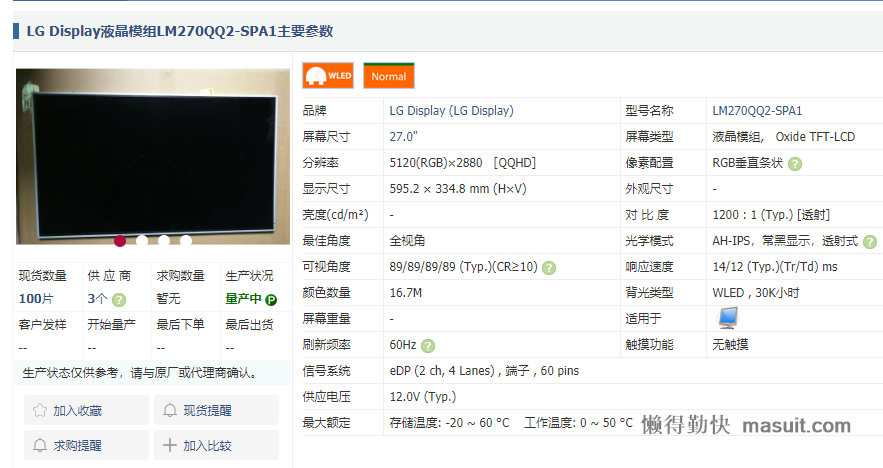 LG Display液晶模组LM270QQ2-SPA1主要参数
WLED Normal
品牌 LG Display (LG Display) 型号名称 LM270QQ2-SPA1
屏幕尺寸 27.0" 屏幕类型 液晶模组, Oxide TFT-LCD
分辨率 5120(RGB)×2880 [QQHD] 像素配置 RGB垂直条状 ?
显示尺寸 595.2 × 334.8 mm (H×V) 外观尺寸 -
亮度(cd/m²) - 对 比 度 1200 : 1 (Typ.) [透射]
最佳角度 全视角 光学模式 AH-IPS, 常黑显示, 透射式 ?
可视角度 89/89/89/89 (Typ.)(CR≥10) ? 响应速度 14/12 (Typ.)(Tr/Td) ms
颜色数量 16.7M 背光类型 WLED , 30K小时
屏幕重量 - 适用于
刷新频率 60Hz ? 触摸功能 无触摸
信号系统 eDP (2 ch, 4 Lanes) , 端子 , 60 pins
供应电压 12.0V (Typ.)
最大额定 存储温度: -20 ~ 60 °C 工作温度: 0 ~ 50 °C
现货数量 供 应 商 求购数量 生产状况
100片 3个 ? 暂无 量产中 P
客户发样 开始量产 最后下单 最后出货
-- -- -- --
生产状态仅供参考，请与原厂或代理商确认。
加入收藏 现货提醒
求购提醒 加入比较
懒得勤快 masuit.com